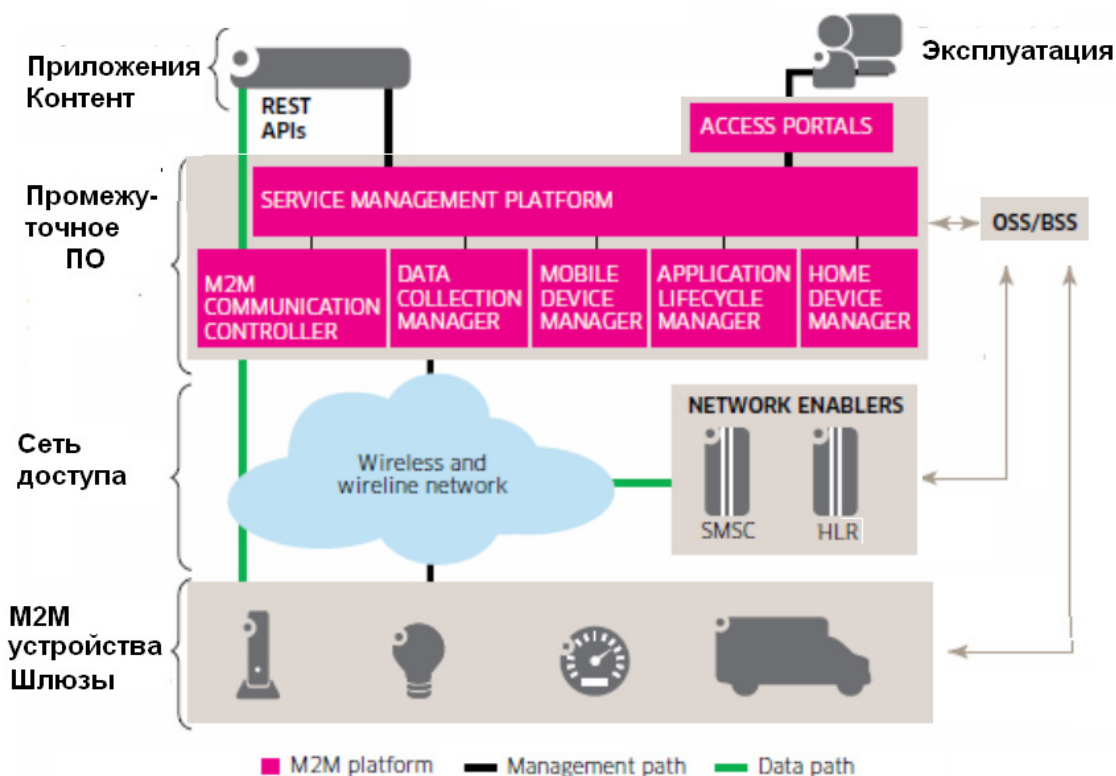 Приложения
Контент
REST
APIs
Эксплуатация
ACCESS PORTALS
Промежу-
точное
ПО
SERVICE MANAGEMENT PLATFORM
OSS/BSS
M2M
COMMUNICATION
CONTROLLER
DATA
COLLECTION
MANAGER
MOBILE
DEVICE
MANAGER
APPLICATION
LIFECYCLE
MANAGER
HOME
DEVICE
MANAGER
Сеть
доступа
Wireless and
wireline network
NETWORK ENABLERS
SMSC
HLR
М2М
устройства
Шлюзы
M2M platform
Management path
Data path